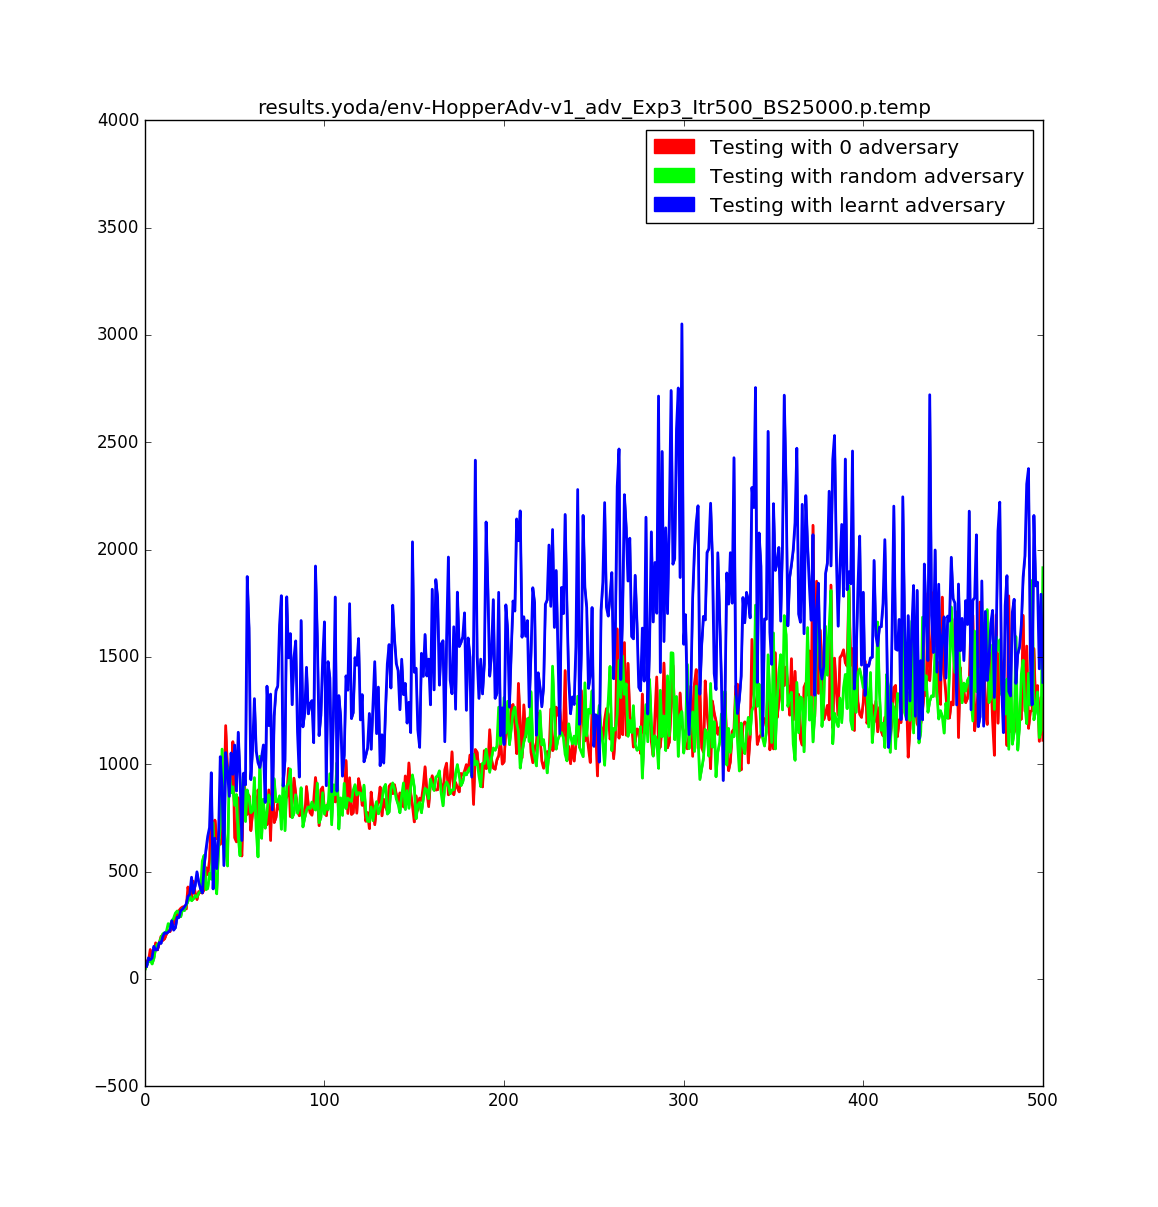 results.yoda/env-HopperAdv-v1_adv_Exp3_Itr500_BS25000.p.temp
4000
3500
3000
2500
2000
1500
1000
500
0
−500
Testing with 0 adversary
Testing with random adversary
Testing with learnt adversary
0 100 200 300 400 500